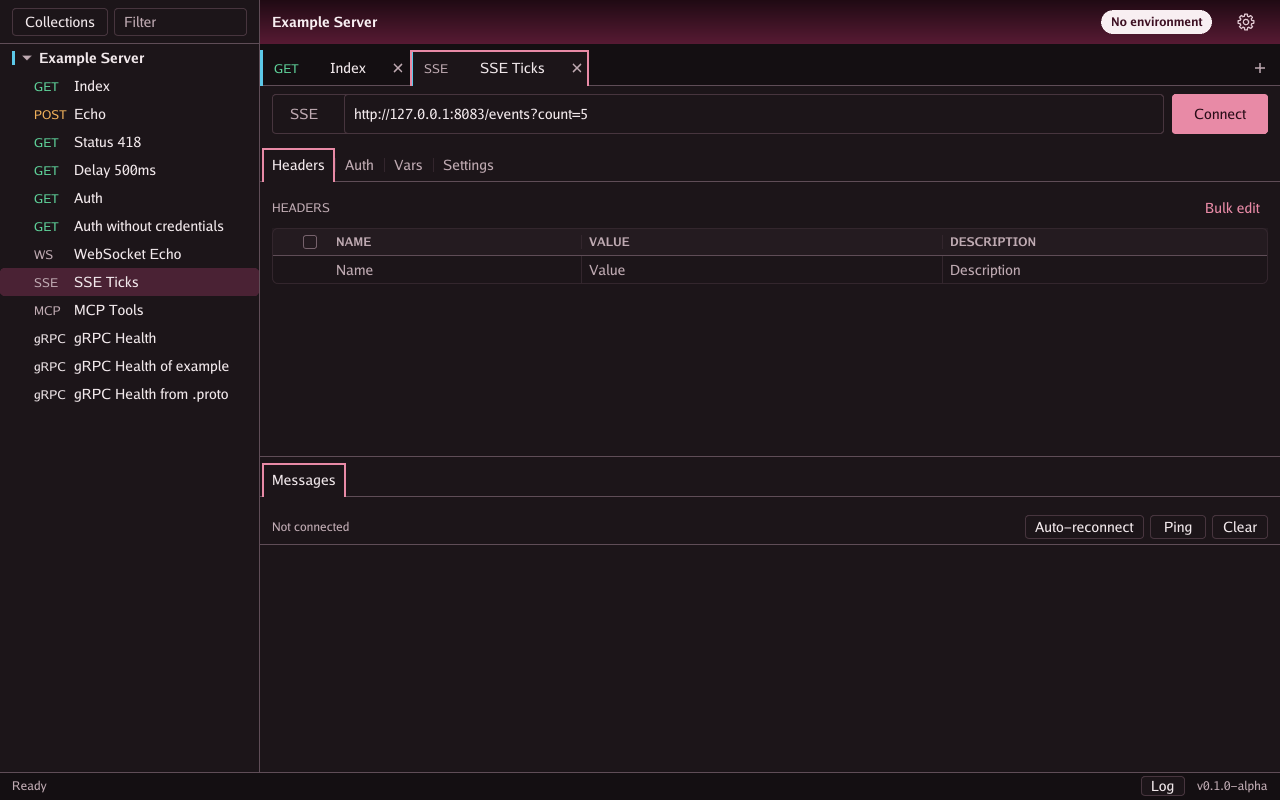 Collections
Filter
Example Server
No environment
Example Server
GET Index
POST Echo
GET Status 418
GET Delay 500ms
GET Auth
GET Auth without credentials
WS WebSocket Echo
SSE SSE Ticks
MCP MCP Tools
gRPC gRPC Health
gRPC gRPC Health of example
gRPC gRPC Health from .proto
GET Index
SSE SSE Ticks
SSE http://127.0.0.1:8083/events?count=5 Connect
Headers Auth Vars Settings
HEADERS Bulk edit
NAME VALUE DESCRIPTION
Name Value Description
Messages
Not connected Auto-reconnect Ping Clear
Ready Log v0.1.0-alpha